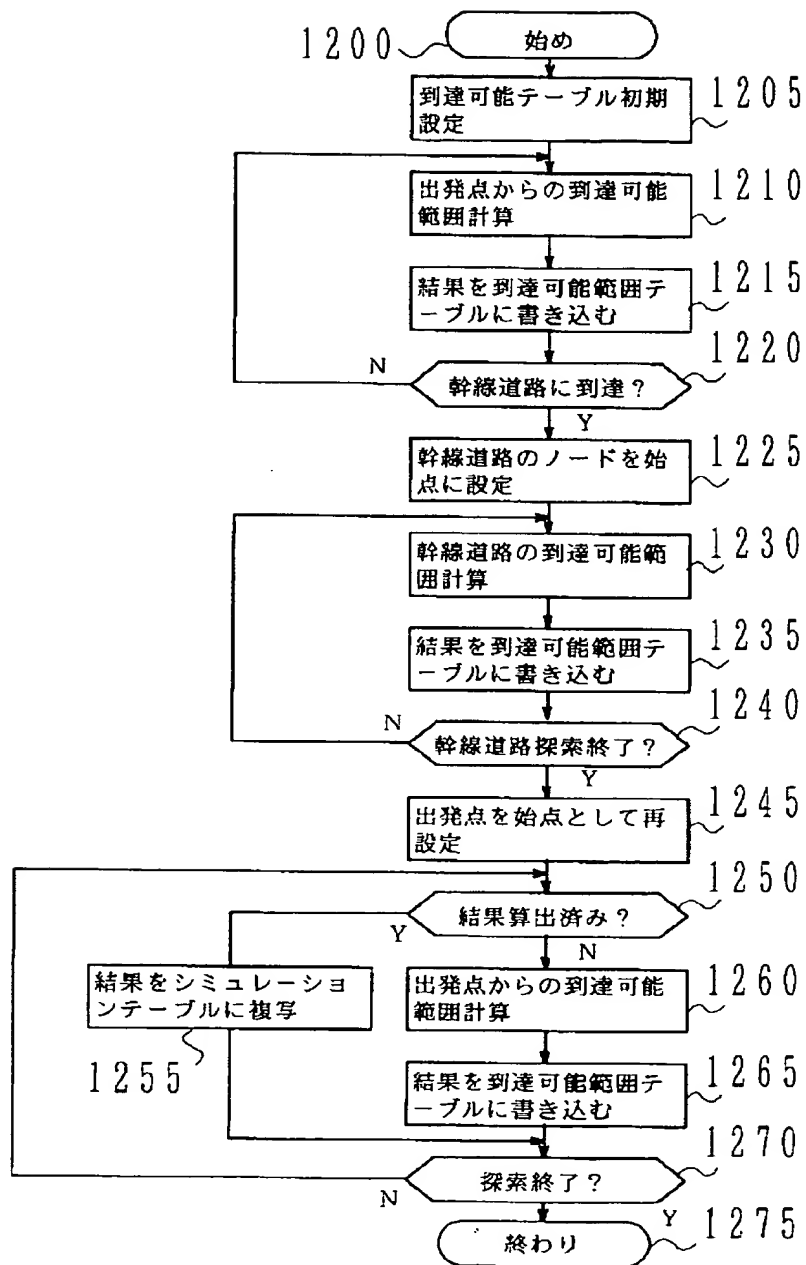 1200
始め
到達可能テーブル初期
設定
1205
出発点からの到達可能
範囲計算
1210
結果を到達可能範囲テ
ーブルに書き込む
1215
N
幹線道路に到達?
1220
Y
幹線道路のノードを始
点に設定
1225
幹線道路の到達可能範
囲計算
1230
結果を到達可能範囲テ
ーブルに書き込む
1235
N
幹線道路探索終了?
1240
Y
出発点を始点として再
設定
1245
結果算出済み?
1250
Y
N
結果をシミュレーショ
ンテーブルに複写
1255
出発点からの到達可能
範囲計算
1260
結果を到達可能範囲テ
ーブルに書き込む
1265
N
探索終了?
1270
Y
終わり
1275